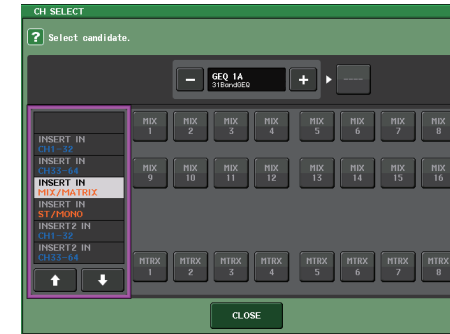 CH SELECT
? Select candidate.
− GEQ 1A +
31BandGEQ
----
INSERT IN
CH1-32
INSERT IN
CH33-64
INSERT IN
MIX/MATRIX
INSERT IN
ST/MONO
INSERT2 IN
CH1-32
INSERT2 IN
CH33-64
MIX 1 MIX 2 MIX 3 MIX 4 MIX 5 MIX 6 MIX 7 MIX 8
MIX 9 MIX 10 MIX 11 MIX 12 MIX 13 MIX 14 MIX 15 MIX 16
MTRX 1 MTRX 2 MTRX 3 MTRX 4 MTRX 5 MTRX 6 MTRX 7 MTRX 8
CLOSE